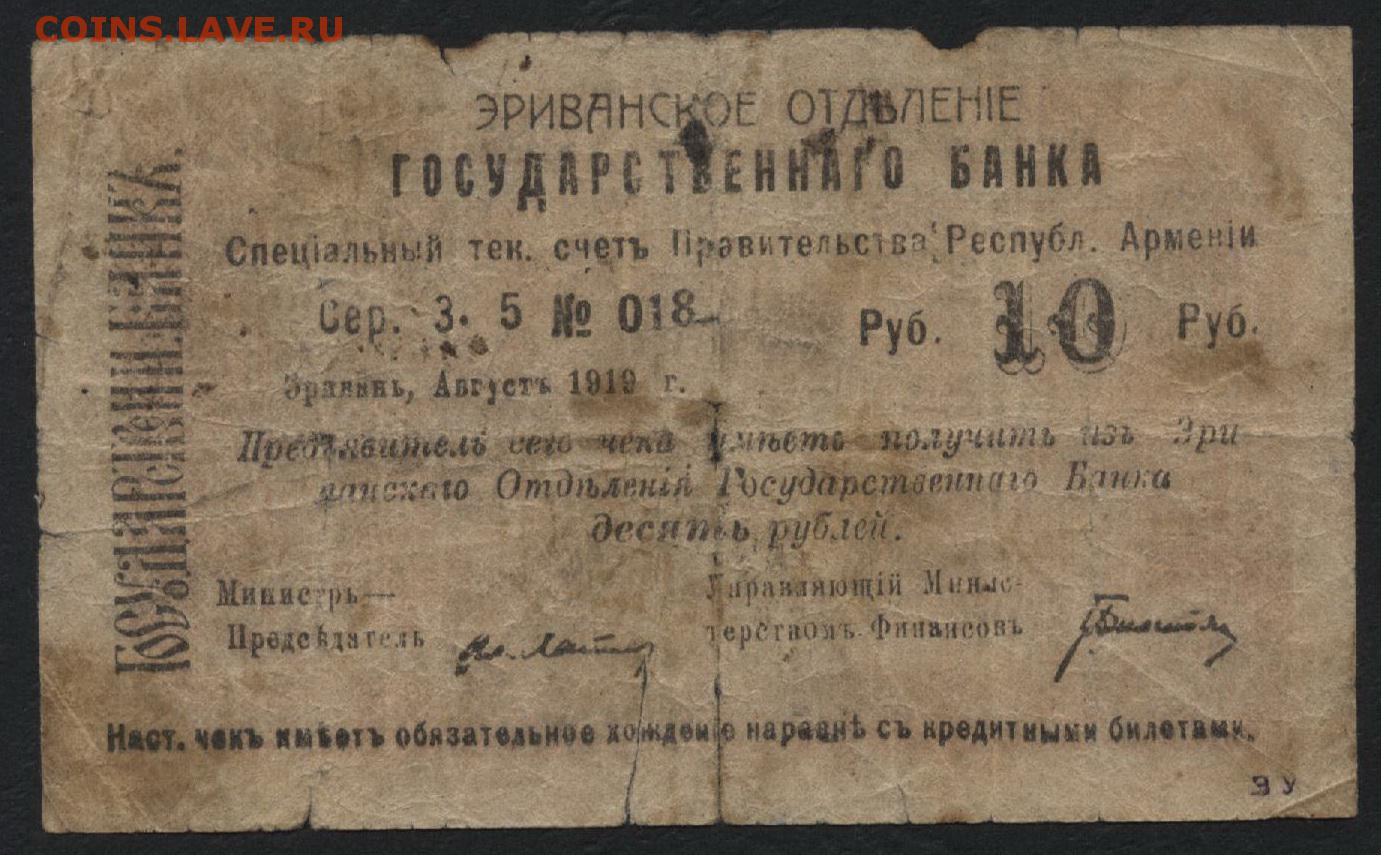 COINS.LAVE.RU
ЭРИВАНСКОЕ ОТДѢЛЕНІЕ
ГОСУДАРСТВЕННАГО БАНКА
Спеціальный тек. счетъ Правительства Республ. Арменіи
Сер. З. 5 № 018
Руб. 10 Руб.
Эривань, Августъ 1919 г.
Предъявитель сего чека имѣетъ получить изъ Эри
ванскаго Отдѣленія Государственнаго Банка
десять рублей.
Министръ—
Предсѣдатель
Управляющій Минис-
терствомъ Финансовъ
Наст. чекъ имѣетъ обязательное хожденіе наравнѣ съ кредитными билетами.